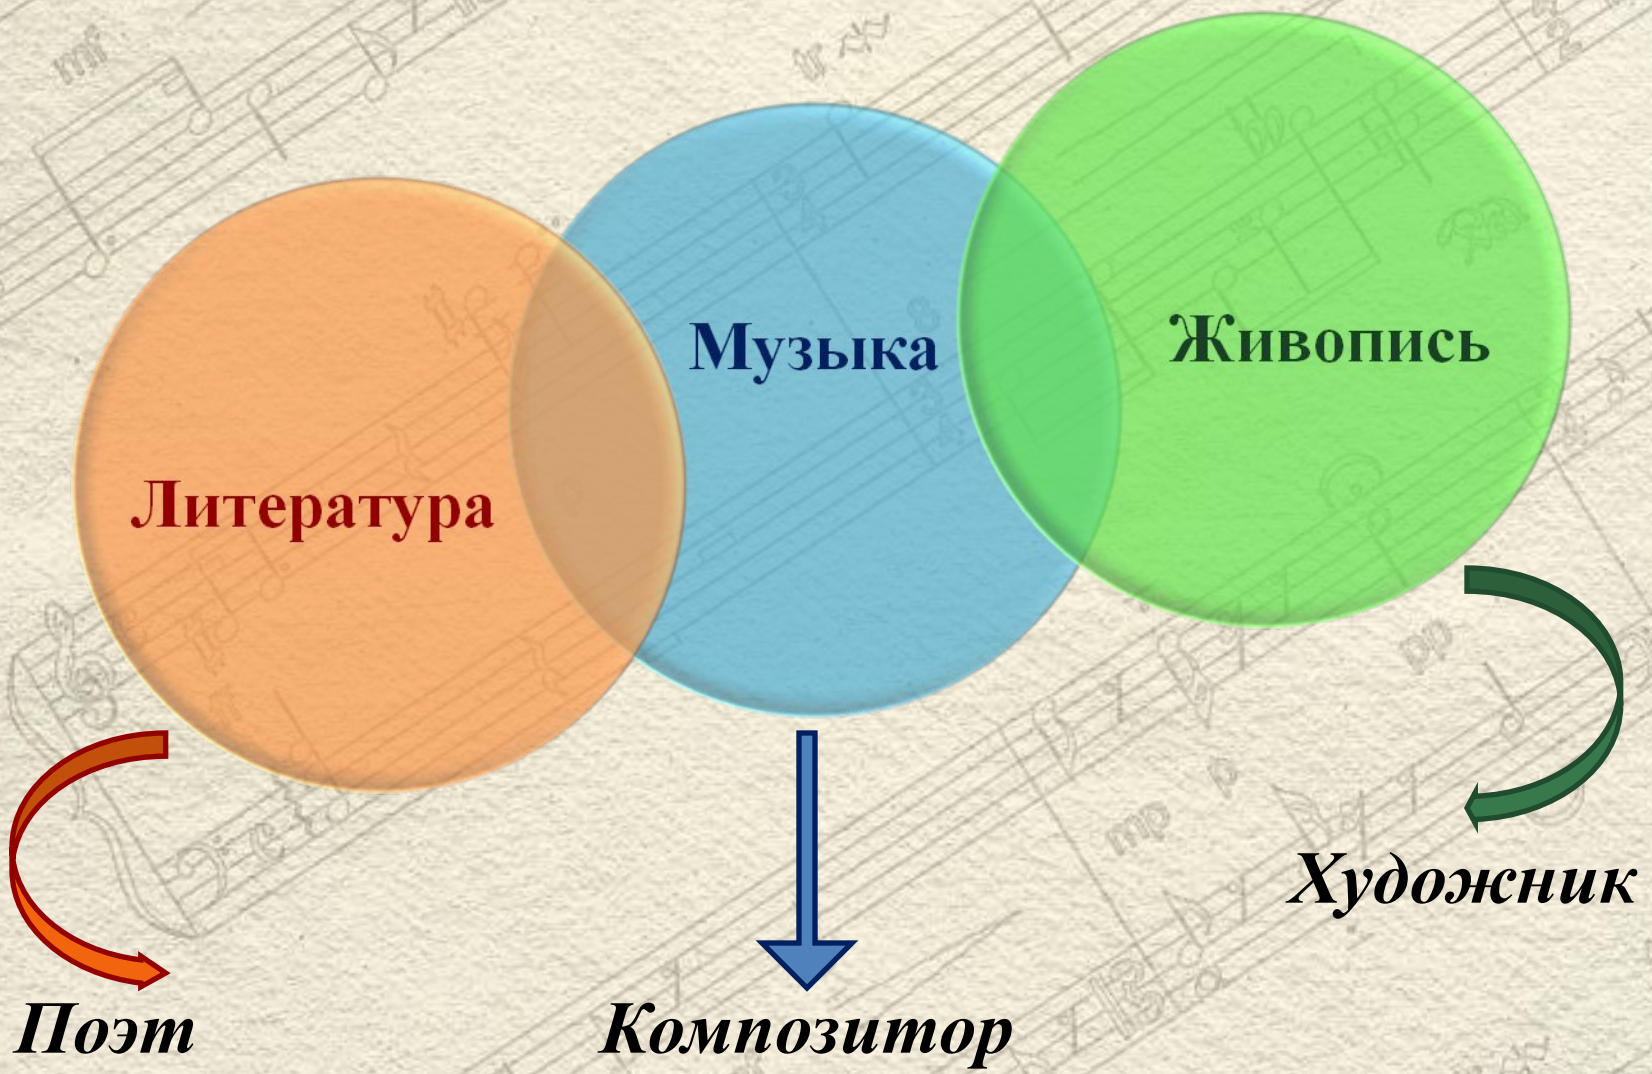 Литература
Музыка
Живопись
Поэт
Композитор
Художник